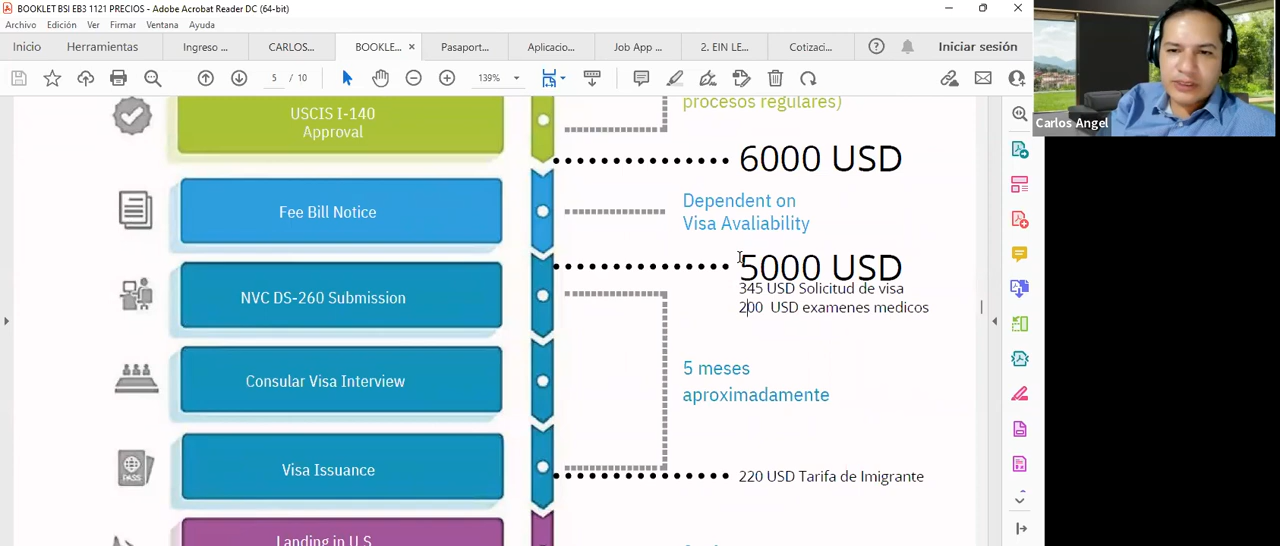 BOOKLET BSI EB3 1121 PRECIOS - Adobe Acrobat Reader DC (64-bit)
Archivo Edición Ver Firmar Ventana Ayuda
Inicio Herramientas Ingreso ... CARLOS... BOOKLE... × Pasaport... Aplicacio... Job App ... 2. EIN LE... Cotizaci... Iniciar sesión
5 / 10 139%
Carlos Angel
USCIS I-140
Approval
procesos regulares)
6000 USD
Fee Bill Notice
Dependent on
Visa Avaliability
5000 USD
NVC DS-260 Submission
345 USD Solicitud de visa
200 USD examenes medicos
Consular Visa Interview
5 meses
aproximadamente
PASS
Visa Issuance
220 USD Tarifa de Imigrante
Landing in U.S.